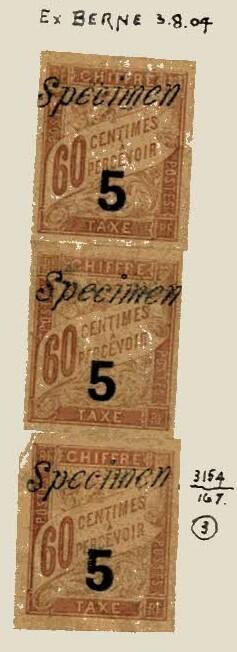 Ex BERNE 3.8.04
CHIFFRE
Specimen
60 CENTIMES
À
PERCEVOIR
POSTES
5
TAXE
CHIFFRE
Specimen
60 CENTIMES
À
PERCEVOIR
5
TAXE
CHIFFRE
Specimen
3154
167.
60 CENTIMES
À
PERCEVOIR
3
5
TAXE